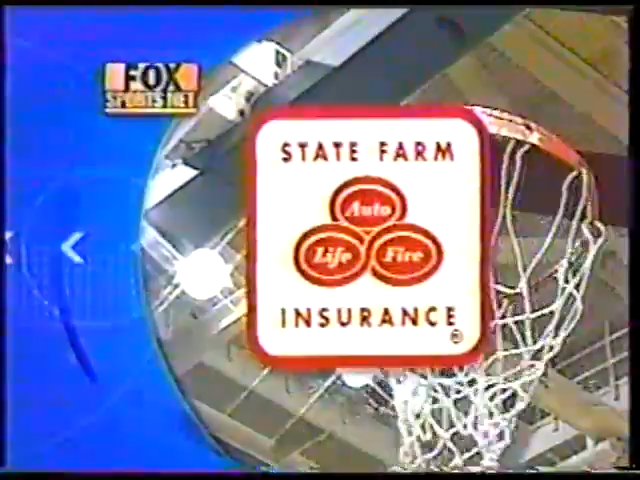 FOX
SPORTS NET
STATE FARM
Auto
Life Fire
INSURANCE
®